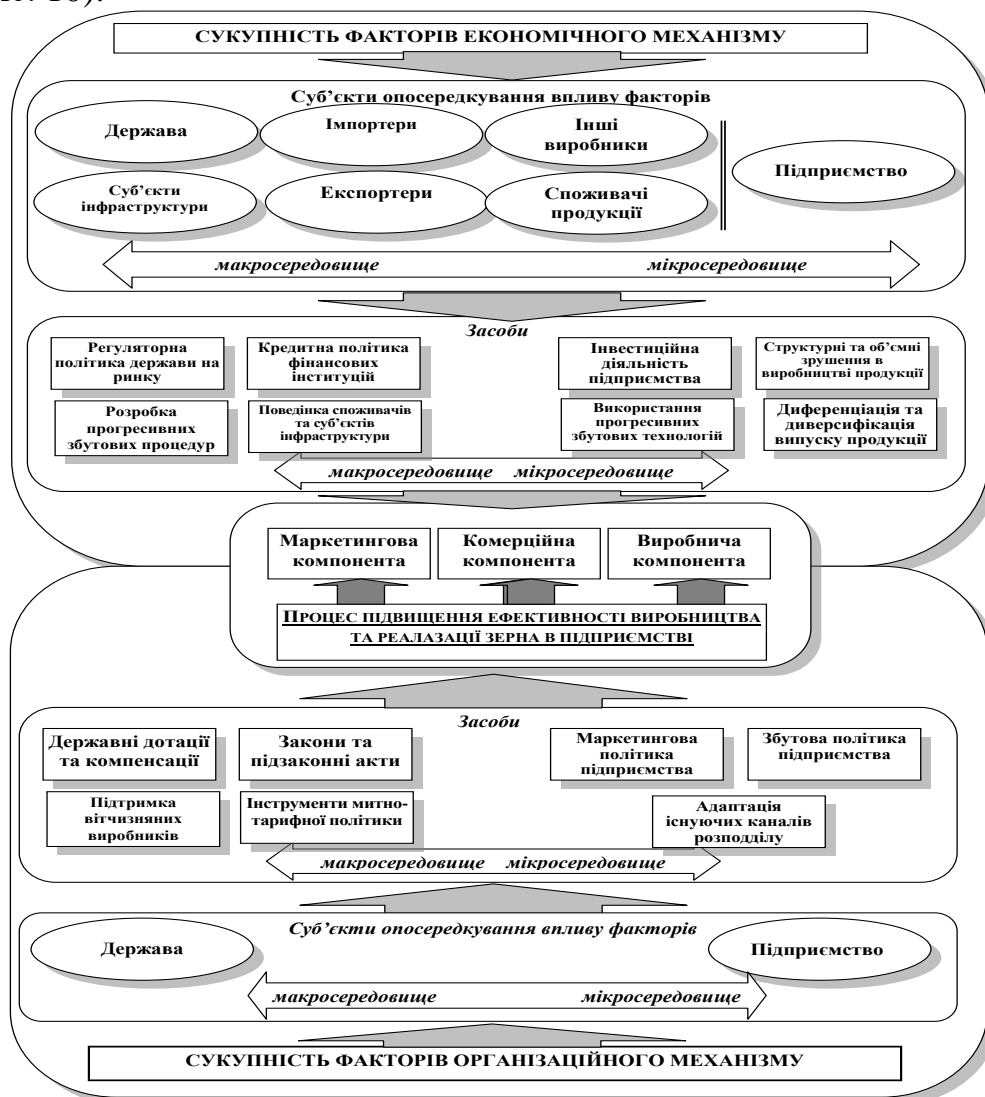 СУКУПНІСТЬ ФАКТОРІВ ЕКОНОМІЧНОГО МЕХАНІЗМУ
Суб’єкти опосередкування впливу факторів
Держава
Імпортери
Інші
виробники
Підприємство
Суб’єкти
інфраструктури
Експортери
Споживачі
продукції
макросередовище
мікросередовище
Засоби
Регуляторна
політика держави на
ринку
Кредитна політика
фінансових
інституцій
Інвестиційна
діяльність
підприємства
Структурні та об’ємні
зрушення в
виробництві продукції
Розробка
прогресивних
збутових процедур
Поведінка споживачів
та суб’єктів
інфраструктури
Використання
прогресивних
збутових технологій
Диференціація та
диверсифікація
випуску продукції
макросередовище мікросередовище
Маркетингова
компонента
Комерційна
компонента
Виробнича
компонента
ПРОЦЕС ПІДВИЩЕННЯ ЕФЕКТИВНОСТІ ВИРОБНИЦТВА
ТА РЕАЛАЗАЦІЇ ЗЕРНА В ПІДПРИЄМСТВІ
Засоби
Державні дотації
та компенсації
Закони та
підзаконні акти
Маркетингова
політика
підприємства
Збутова політика
підприємства
Підтримка
вітчизняних
виробників
Інструменти митно-
тарифної політики
Адаптація
існуючих каналів
розподділу
макросередовище мікросередовище
Суб’єкти опосередкування впливу факторів
Держава
Підприємство
макросередовище
мікросередовище
СУКУПНІСТЬ ФАКТОРІВ ОРГАНІЗАЦІЙНОГО МЕХАНІЗМУ